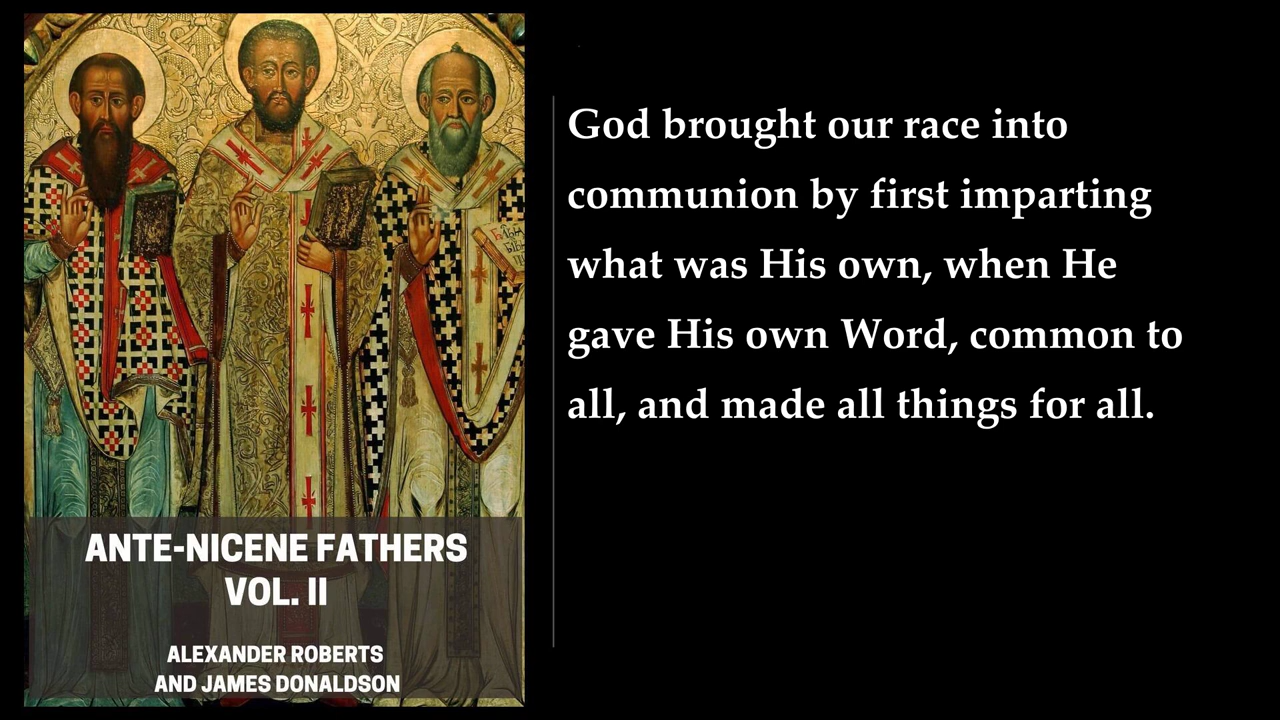 God brought our race into
communion by first imparting
what was His own, when He
gave His own Word, common to
all, and made all things for all.
ANTE-NICENE FATHERS
VOL. II
ALEXANDER ROBERTS
AND JAMES DONALDSON